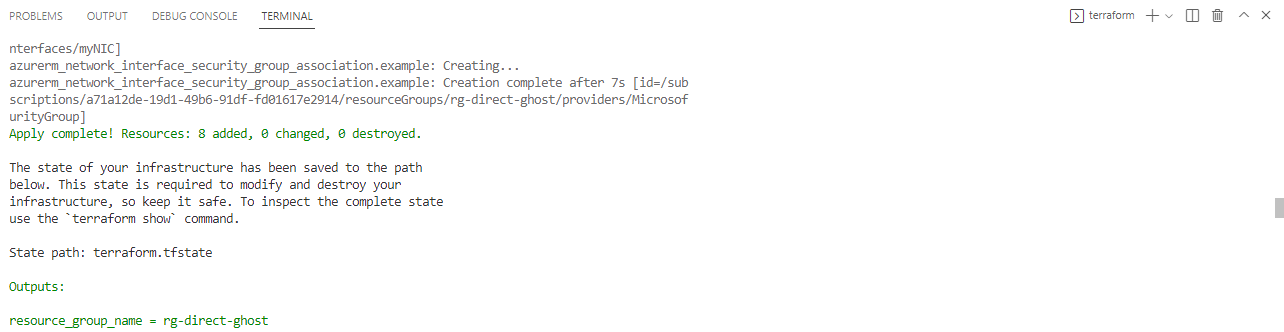 PROBLEMS OUTPUT DEBUG CONSOLE TERMINAL terraform
nterfaces/myNIC]
azurerm_network_interface_security_group_association.example: Creating...
azurerm_network_interface_security_group_association.example: Creation complete after 7s [id=/sub
scriptions/a71a12de-19d1-49b6-91df-fd01617e2914/resourceGroups/rg-direct-ghost/providers/Microsof
urityGroup]
Apply complete! Resources: 8 added, 0 changed, 0 destroyed.
The state of your infrastructure has been saved to the path
below. This state is required to modify and destroy your
infrastructure, so keep it safe. To inspect the complete state
use the `terraform show` command.
State path: terraform.tfstate
Outputs:
resource_group_name = rg-direct-ghost